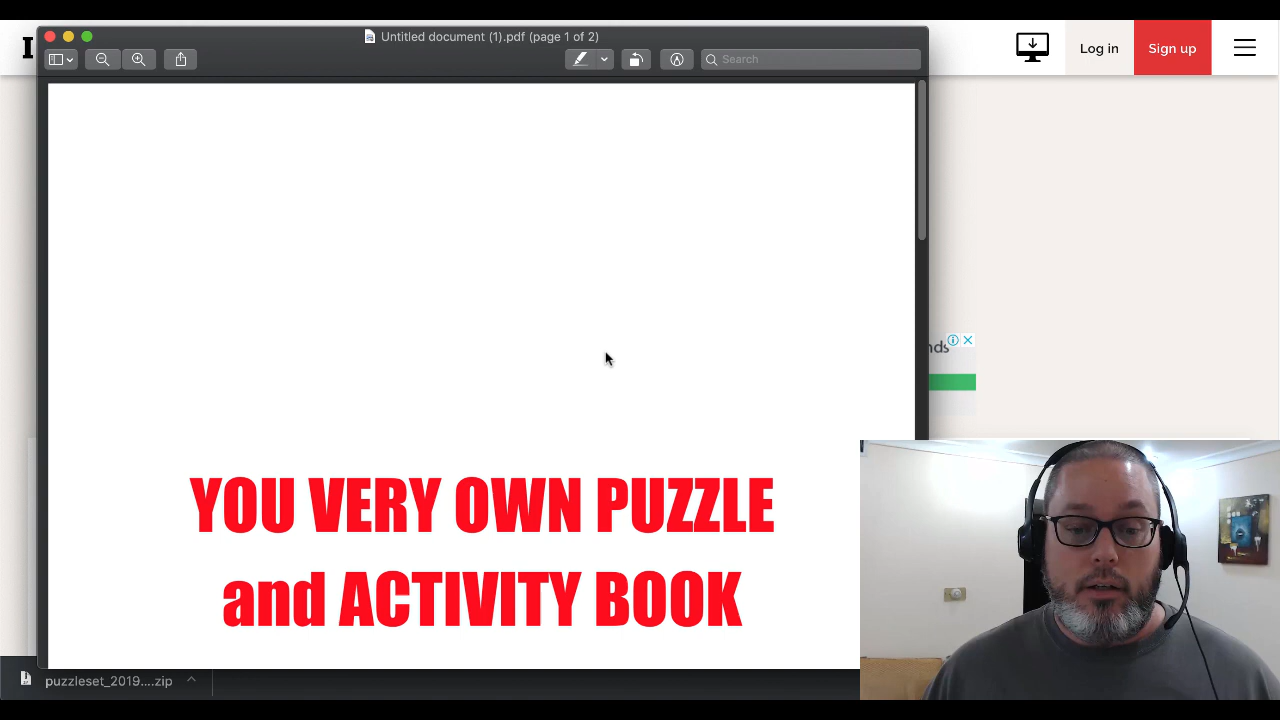 Untitled document (1).pdf (page 1 of 2)
Search
Log in
Sign up
YOU VERY OWN PUZZLE
and ACTIVITY BOOK
puzzleset_2019....zip